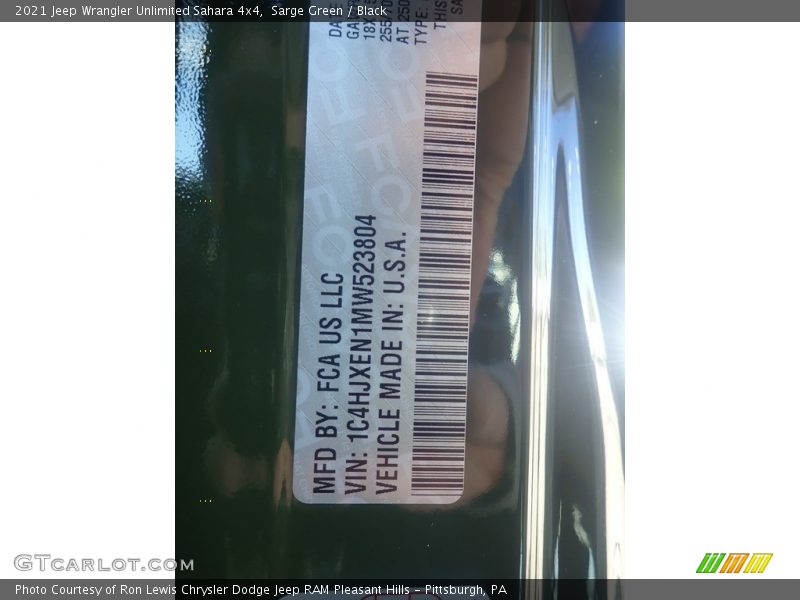 2021 Jeep Wrangler Unlimited Sahara 4x4, Sarge Green / Black
MFD BY: FCA US LLC
VIN: 1C4HJXEN1MW523804
VEHICLE MADE IN: U.S.A.
GTCARLOT.COM
Photo Courtesy of Ron Lewis Chrysler Dodge Jeep RAM Pleasant Hills - Pittsburgh, PA